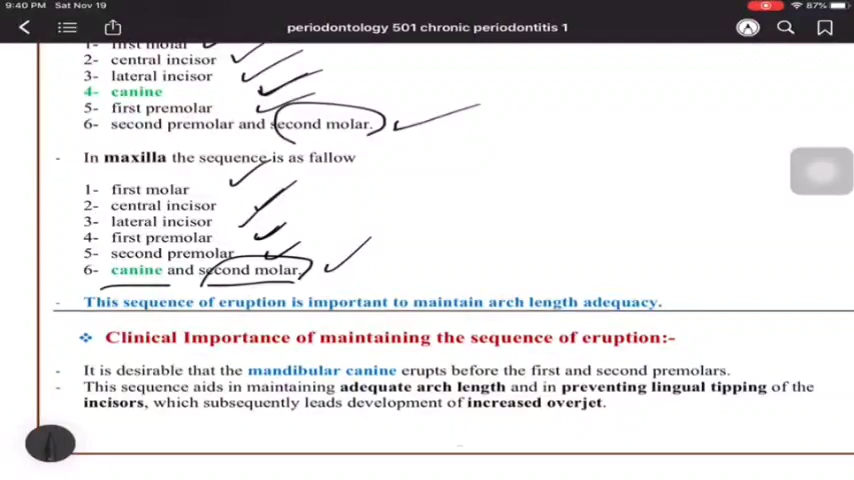 9:40 PM Sat Nov 19
87%
periodontology 501 chronic periodontitis 1
1- first molar
2- central incisor
3- lateral incisor
4- canine
5- first premolar
6- second premolar and second molar.
- In maxilla the sequence is as fallow
1- first molar
2- central incisor
3- lateral incisor
4- first premolar
5- second premolar
6- canine and second molar.
- This sequence of eruption is important to maintain arch length adequacy.
❖ Clinical Importance of maintaining the sequence of eruption:-
- It is desirable that the mandibular canine erupts before the first and second premolars.
- This sequence aids in maintaining adequate arch length and in preventing lingual tipping of the
incisors, which subsequently leads development of increased overjet.